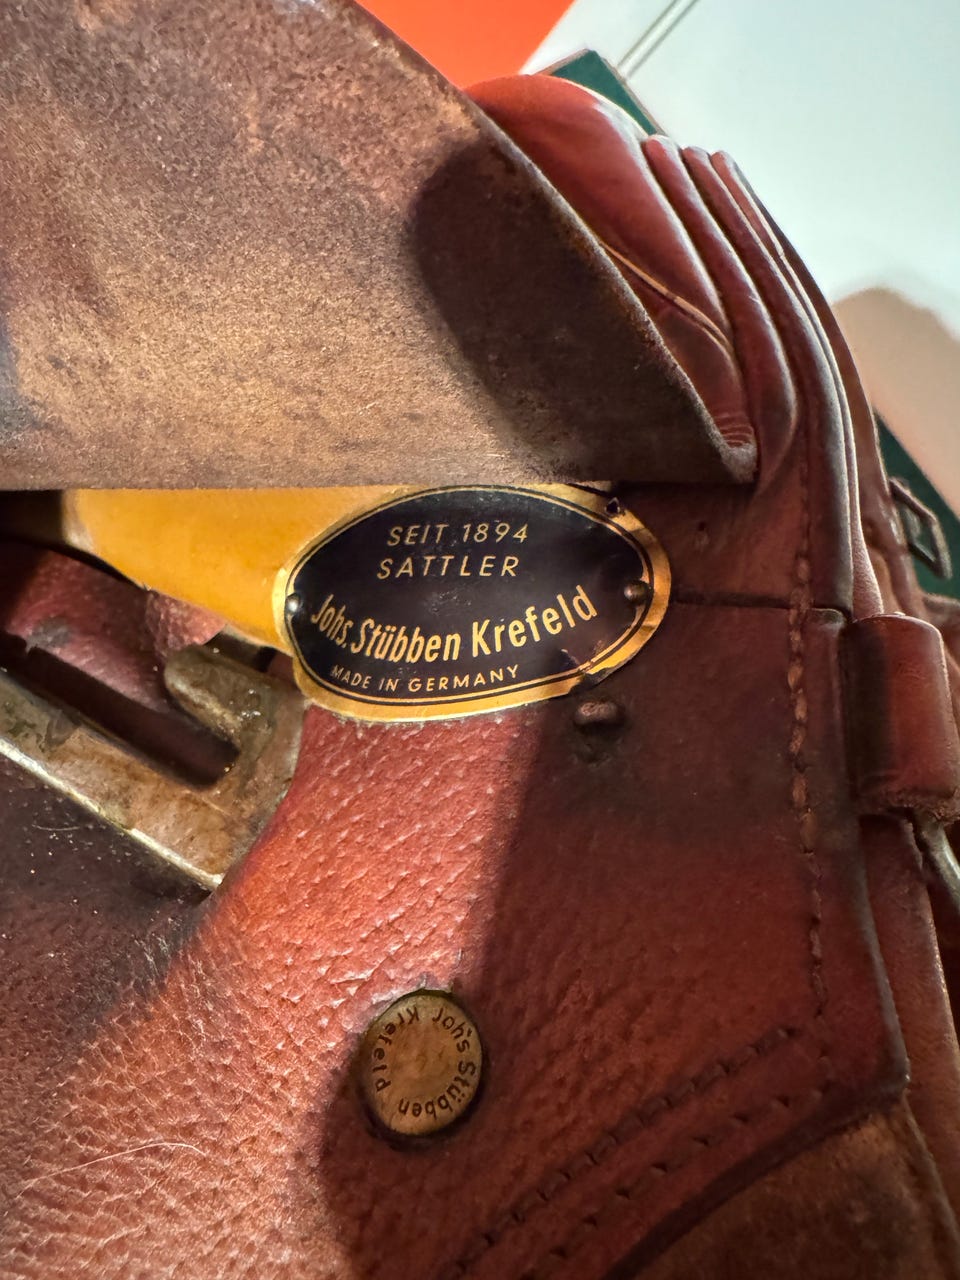 SEIT 1894
SATTLER
Johs. Stübben Krefeld
MADE IN GERMANY
Joh's Stübben Krefeld